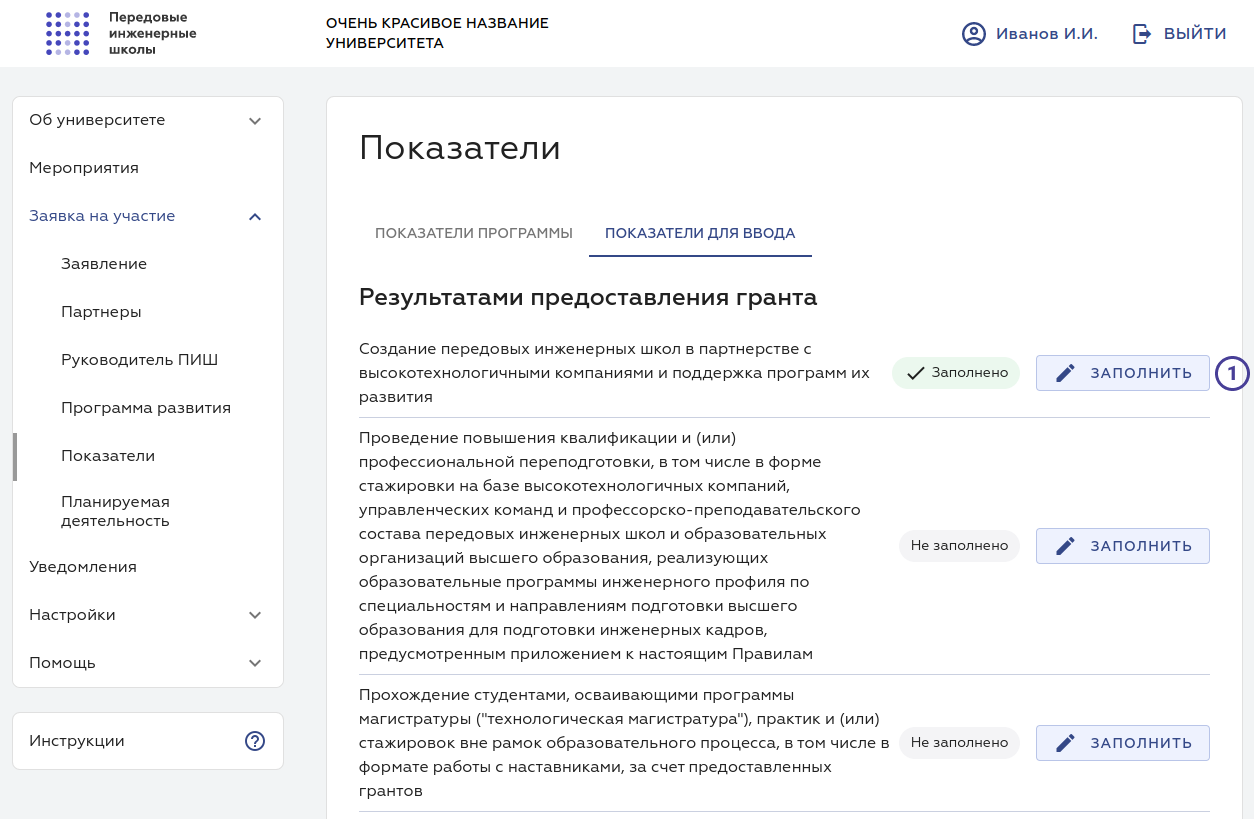 Передовые
инженерные
школы
ОЧЕНЬ КРАСИВОЕ НАЗВАНИЕ
УНИВЕРСИТЕТА
Иванов И.И.
ВЫЙТИ
Об университете
Мероприятия
Заявка на участие
Заявление
Партнеры
Руководитель ПИШ
Программа развития
Показатели
Планируемая
деятельность
Уведомления
Настройки
Помощь
Инструкции
?
Показатели
ПОКАЗАТЕЛИ ПРОГРАММЫ
ПОКАЗАТЕЛИ ДЛЯ ВВОДА
Результатами предоставления гранта
Создание передовых инженерных школ в партнерстве с
высокотехнологичными компаниями и поддержка программ их
развития
Заполнено
ЗАПОЛНИТЬ
1
Проведение повышения квалификации и (или)
профессиональной переподготовки, в том числе в форме
стажировки на базе высокотехнологичных компаний,
управленческих команд и профессорско-преподавательского
состава передовых инженерных школ и образовательных
организаций высшего образования, реализующих
образовательные программы инженерного профиля по
специальностям и направлениям подготовки высшего
образования для подготовки инженерных кадров,
предусмотренным приложением к настоящим Правилам
Не заполнено
ЗАПОЛНИТЬ
Прохождение студентами, осваивающими программы
магистратуры ("технологическая магистратура"), практик и (или)
стажировок вне рамок образовательного процесса, в том числе в
формате работы с наставниками, за счет предоставленных
грантов
Не заполнено
ЗАПОЛНИТЬ